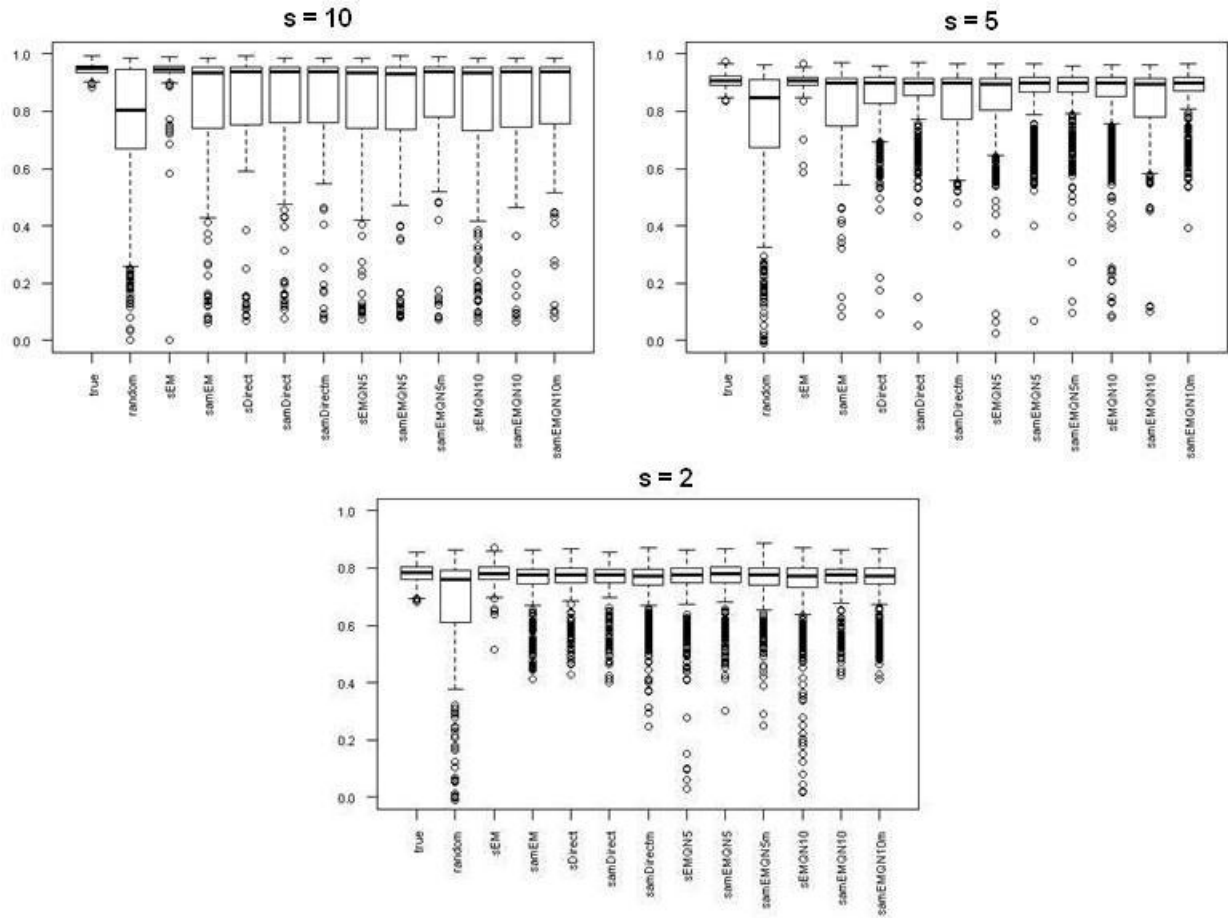 s = 10
1.0
0.8
0.6
0.4
0.2
0.0
true
random
sEM
samEM
sDirect
samDirect
samDirectm
sEMQN5
samEMQN5
samEMQN5m
sEMQN10
samEMQN10
samEMQN10m
s = 5
1.0
0.8
0.6
0.4
0.2
0.0
true
random
sEM
samEM
sDirect
samDirect
samDirectm
sEMQN5
samEMQN5
samEMQN5m
sEMQN10
samEMQN10
samEMQN10m
s = 2
1.0
0.8
0.6
0.4
0.2
0.0
true
random
sEM
samEM
sDirect
samDirect
samDirectm
sEMQN5
samEMQN5
samEMQN5m
sEMQN10
samEMQN10
samEMQN10m